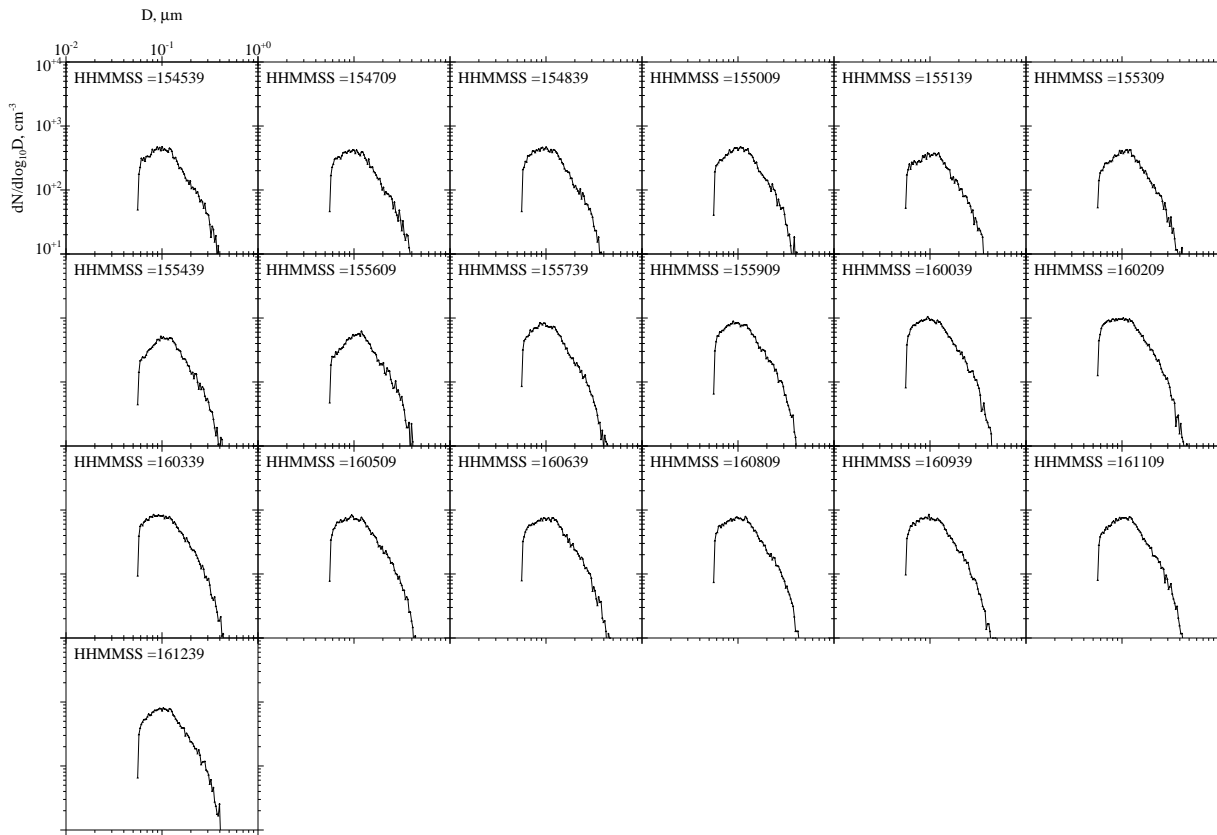 D, μm
10⁻² 10⁻¹ 10⁺⁰
dN/dlog₁₀D, cm⁻³
10⁺⁴
10⁺³
10⁺²
10⁺¹
HHMMSS =154539 HHMMSS =154709 HHMMSS =154839 HHMMSS =155009 HHMMSS =155139 HHMMSS =155309
HHMMSS =155439 HHMMSS =155609 HHMMSS =155739 HHMMSS =155909 HHMMSS =160039 HHMMSS =160209
HHMMSS =160339 HHMMSS =160509 HHMMSS =160639 HHMMSS =160809 HHMMSS =160939 HHMMSS =161109
HHMMSS =161239